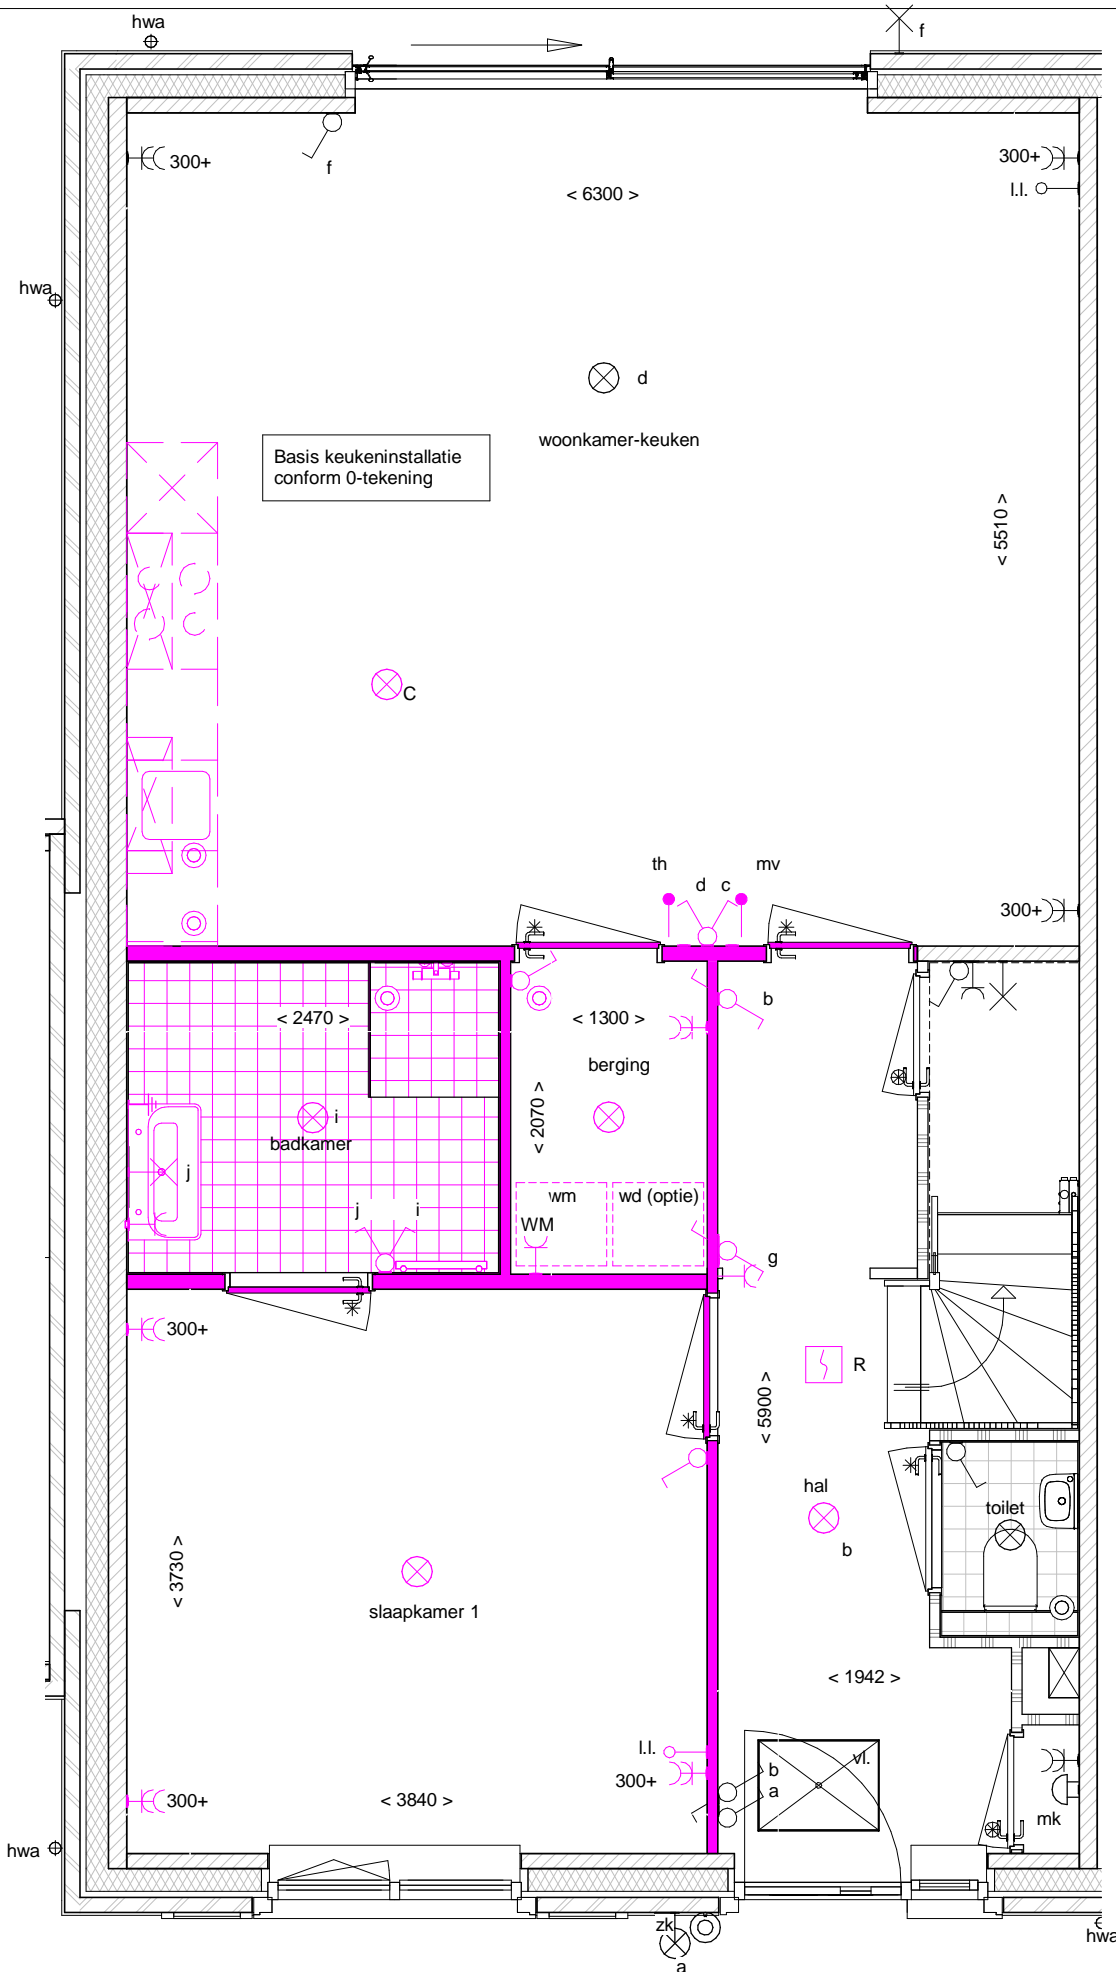 hwa
f
300+
f
< 6300 >
300+
l.l.
hwa
d
woonkamer-keuken
Basis keukeninstallatie
conform 0-tekening
< 5510 >
C
th
d
c
mv
300+
< 2470 >
< 1300 >
b
berging
< 2070 >
i
badkamer
j
wm
wd (optie)
j
i
WM
g
300+
R
< 5900 >
hal
toilet
b
< 3730 >
slaapkamer 1
< 1942 >
l.l.
300+
b
vl.
a
300+
< 3840 >
mk
hwa
zk
hwa
a